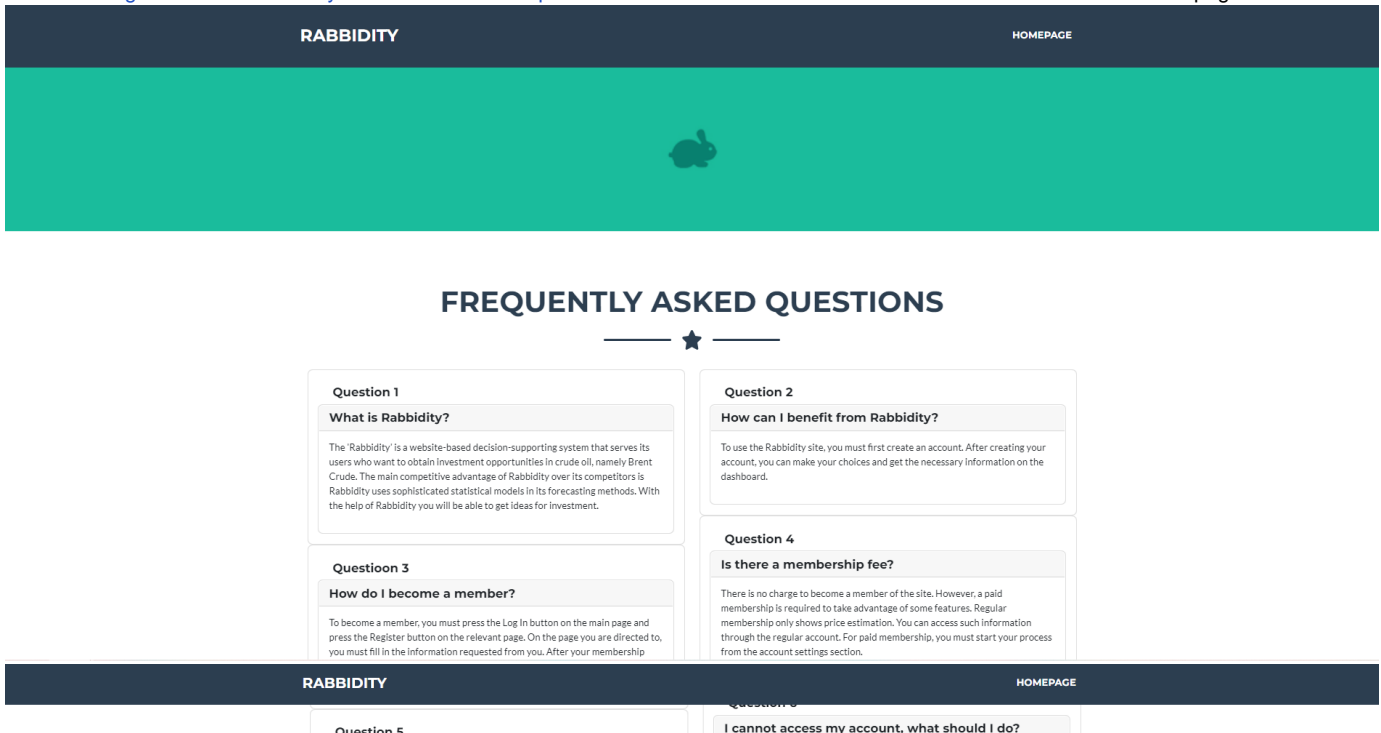 RABBIDITY
HOMEPAGE
FREQUENTLY ASKED QUESTIONS
Question 1
What is Rabbidity?
The 'Rabbidity' is a website-based decision-supporting system that serves its
users who want to obtain investment opportunities in crude oil, namely Brent
Crude. The main competitive advantage of Rabbidity over its competitors is
Rabbidity uses sophisticated statistical models in its forecasting methods. With
the help of Rabbidity you will be able to get ideas for investment.
Question 2
How can I benefit from Rabbidity?
To use the Rabbidity site, you must first create an account. After creating your
account, you can make your choices and get the necessary information on the
dashboard.
Questioon 3
How do I become a member?
To become a member, you must press the Log In button on the main page and
press the Register button on the relevant page. On the page you are directed to,
you must fill in the information requested from you. After your membership
Question 4
Is there a membership fee?
There is no charge to become a member of the site. However, a paid
membership is required to take advantage of some features. Regular
membership only shows price estimation. You can access such information
through the regular account. For paid membership, you must start your process
from the account settings section.
RABBIDITY
HOMEPAGE
Question 5
I cannot access my account, what should I do?